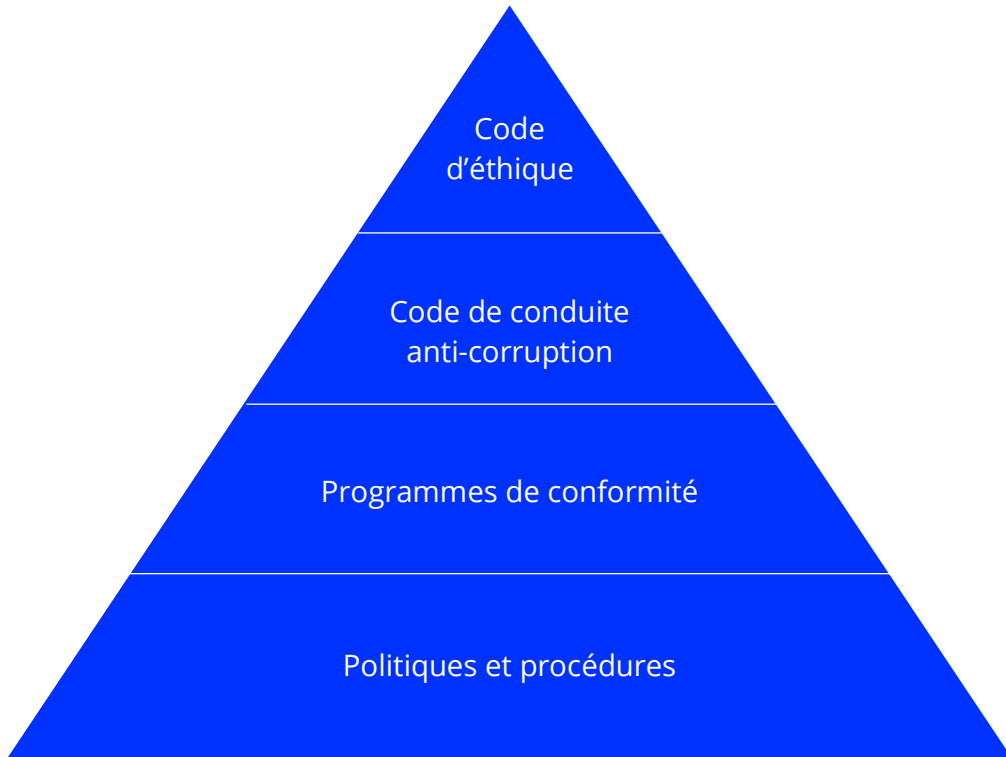 Code
d’éthique
Code de conduite
anti-corruption
Programmes de conformité
Politiques et procédures